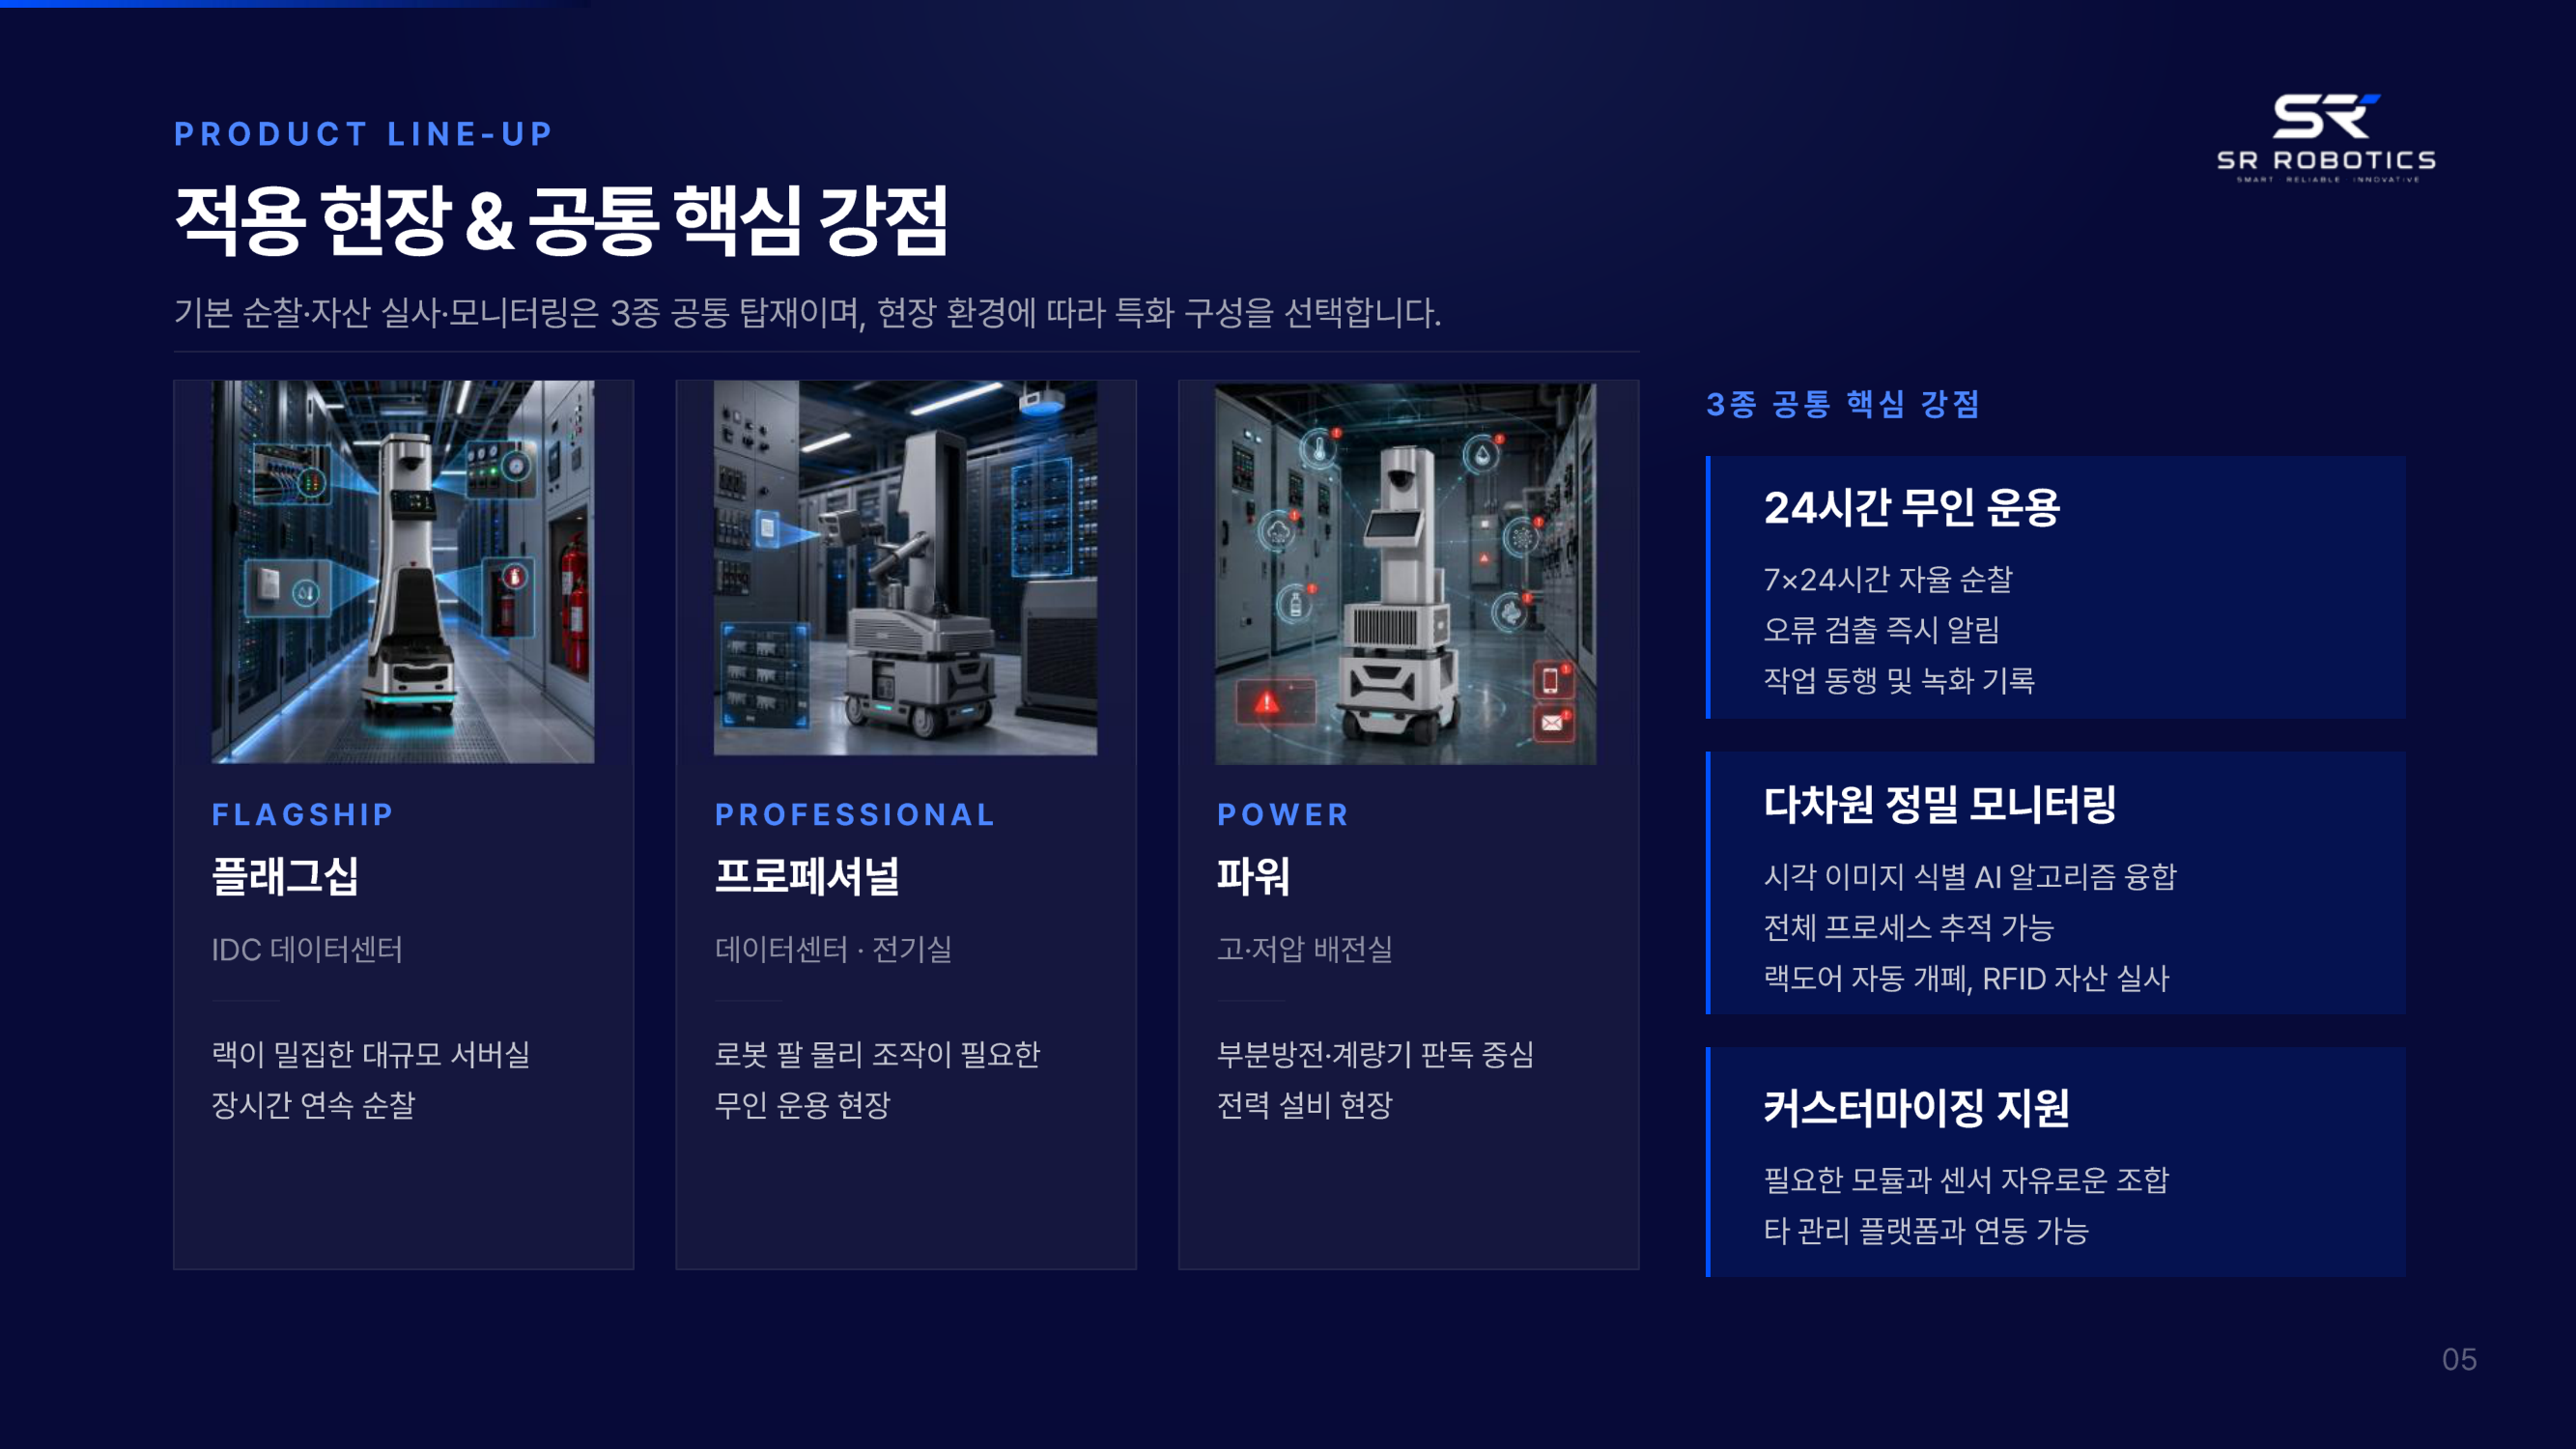 PRODUCT LINE-UP
적용 현장 & 공통 핵심 강점
기본 순찰·자산 실사·모니터링은 3종 공통 탑재이며, 현장 환경에 따라 특화 구성을 선택합니다.
SR
SR ROBOTICS
SMART RELIABLE INNOVATIVE
FLAGSHIP
플래그십
IDC 데이터센터
랙이 밀집한 대규모 서버실
장시간 연속 순찰
PROFESSIONAL
프로페셔널
데이터센터 · 전기실
로봇 팔 물리 조작이 필요한
무인 운용 현장
POWER
파워
고·저압 배전실
부분방전·계량기 판독 중심
전력 설비 현장
3종 공통 핵심 강점
24시간 무인 운용
7×24시간 자율 순찰
오류 검출 즉시 알림
작업 동행 및 녹화 기록
다차원 정밀 모니터링
시각 이미지 식별 AI 알고리즘 융합
전체 프로세스 추적 가능
랙도어 자동 개폐, RFID 자산 실사
커스터마이징 지원
필요한 모듈과 센서 자유로운 조합
타 관리 플랫폼과 연동 가능
05